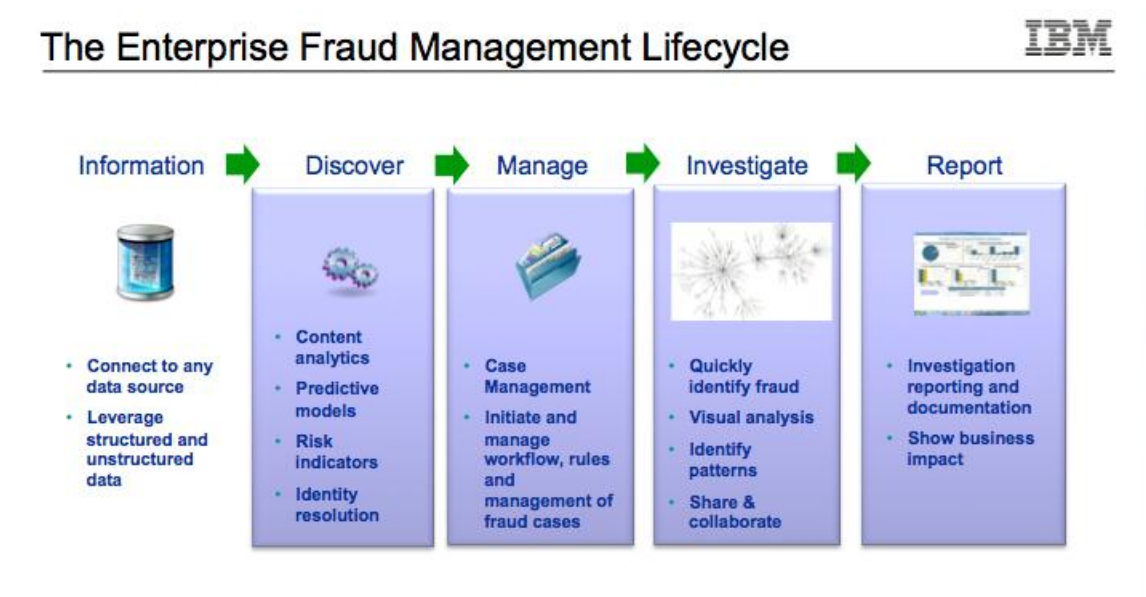 The Enterprise Fraud Management Lifecycle
IBM
Information
Connect to any
data source
Leverage
structured and
unstructured
data
Discover
Content
analytics
Predictive
models
Risk
indicators
Identity
resolution
Manage
Case
Management
Initiate and
manage
workflow, rules
and
management of
fraud cases
Investigate
Quickly
identify fraud
Visual analysis
Identify
patterns
Share &
collaborate
Report
Investigation
reporting and
documentation
Show business
impact